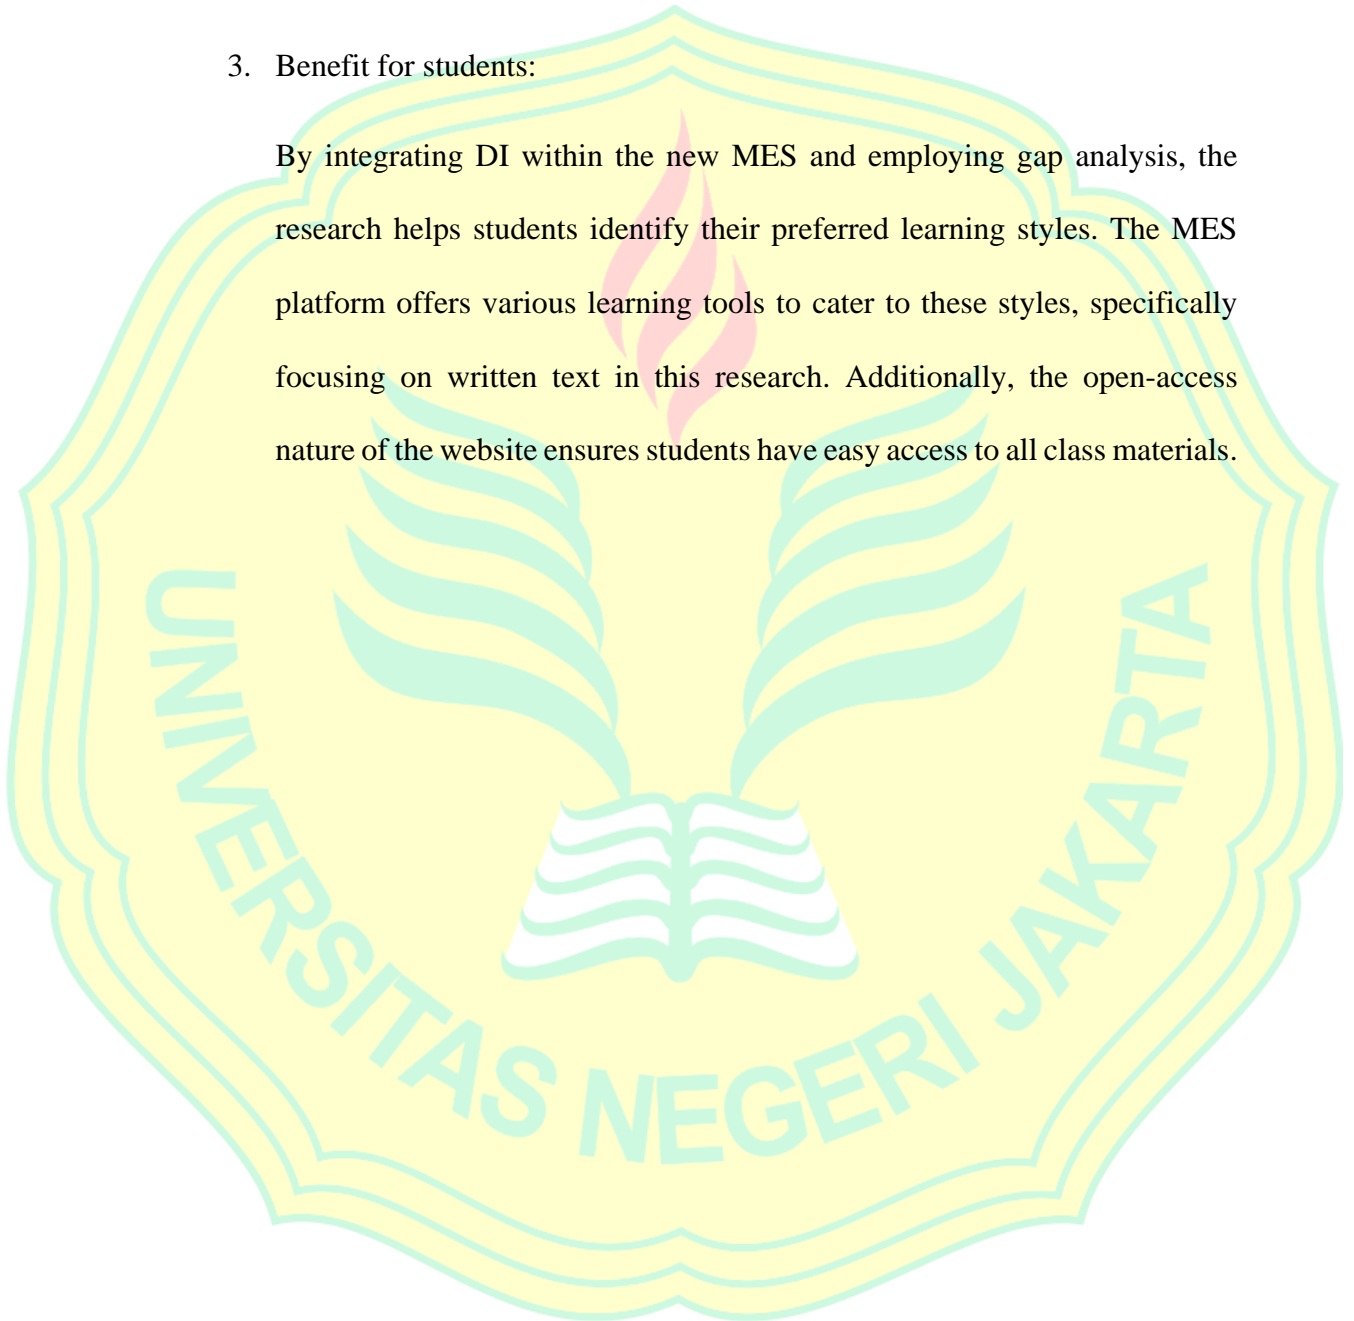 3. Benefit for students:
By integrating DI within the new MES and employing gap analysis, the
research helps students identify their preferred learning styles. The MES
platform offers various learning tools to cater to these styles, specifically
focusing on written text in this research. Additionally, the open-access
nature of the website ensures students have easy access to all class materials.
UNIVERSITAS NEGERI JAKARTA